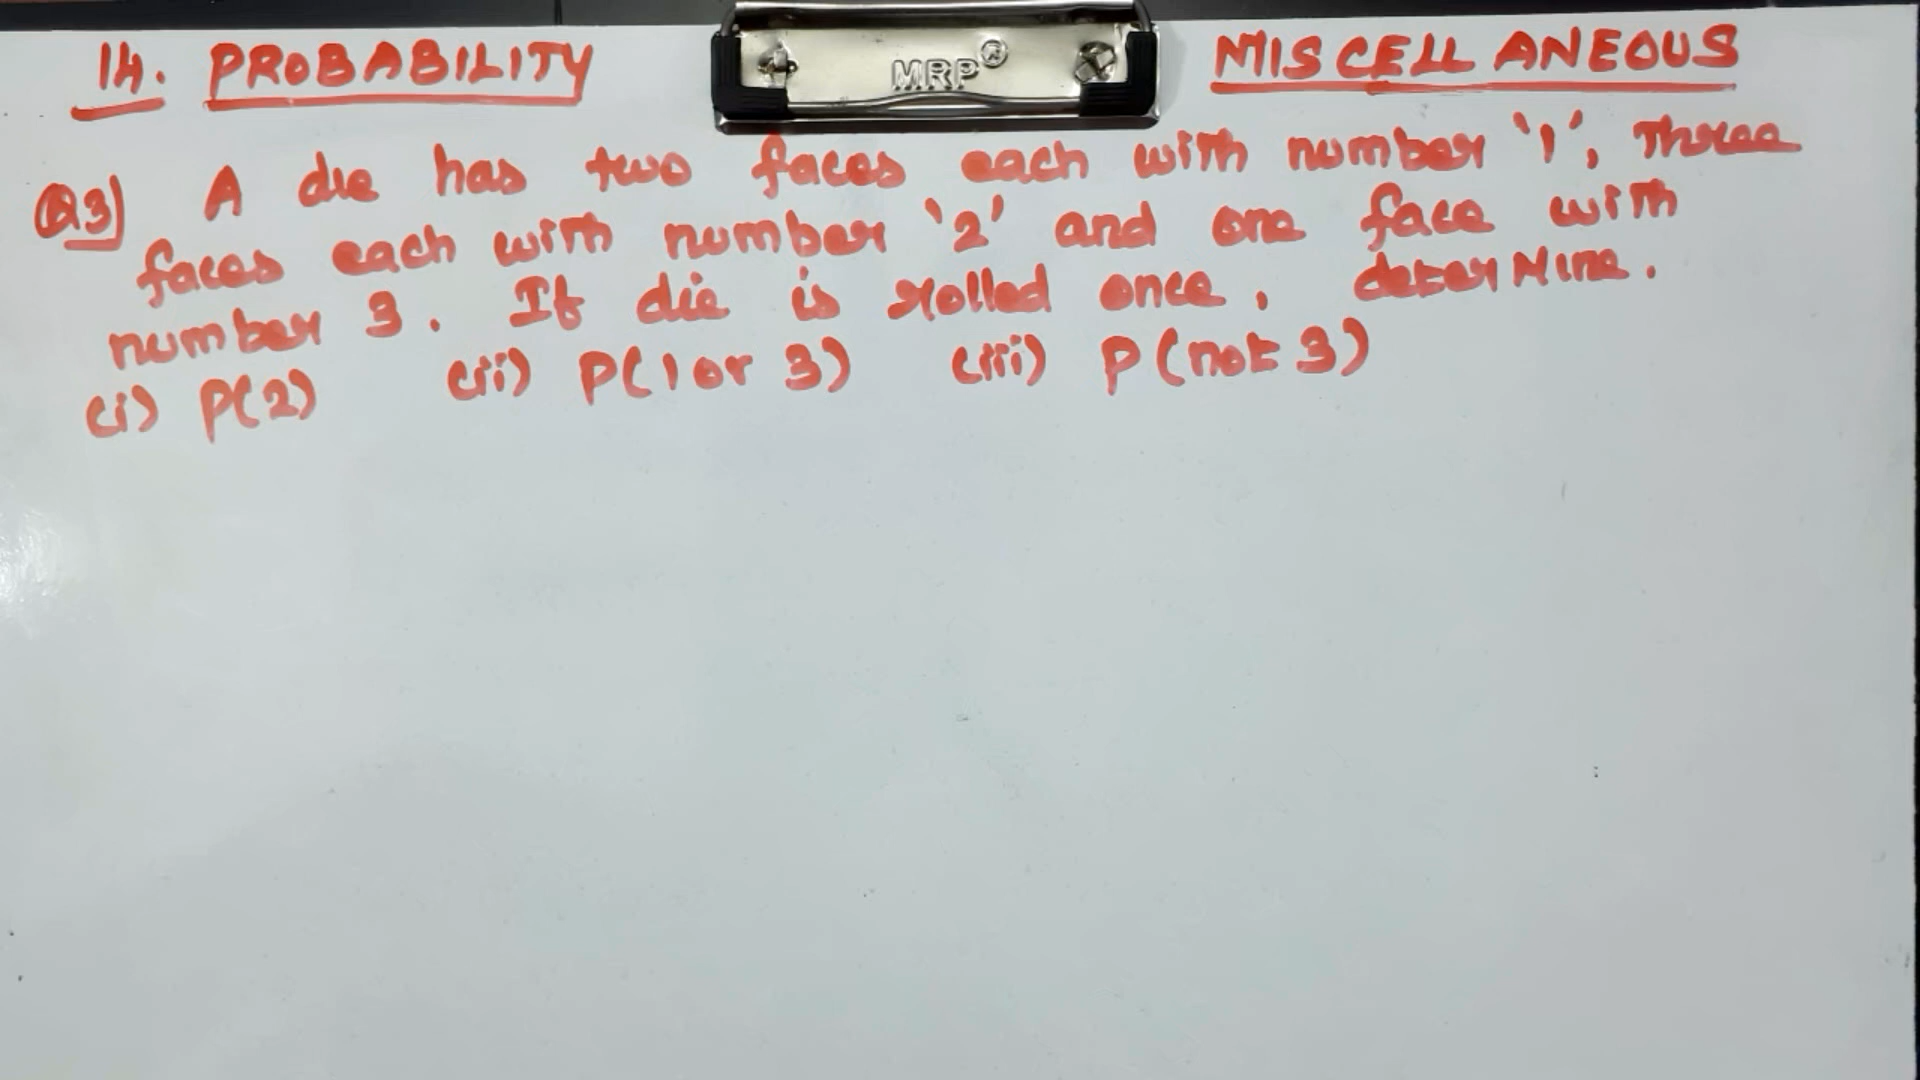 14. PROBABILITY
MRP®
MISCELLANEOUS
Q3) A die has two faces each with number '1', Three
faces each with number '2' and one face with
number 3. If die is rolled once, determine.
(i) P(2) (ii) P(1 or 3) (iii) P(not 3)